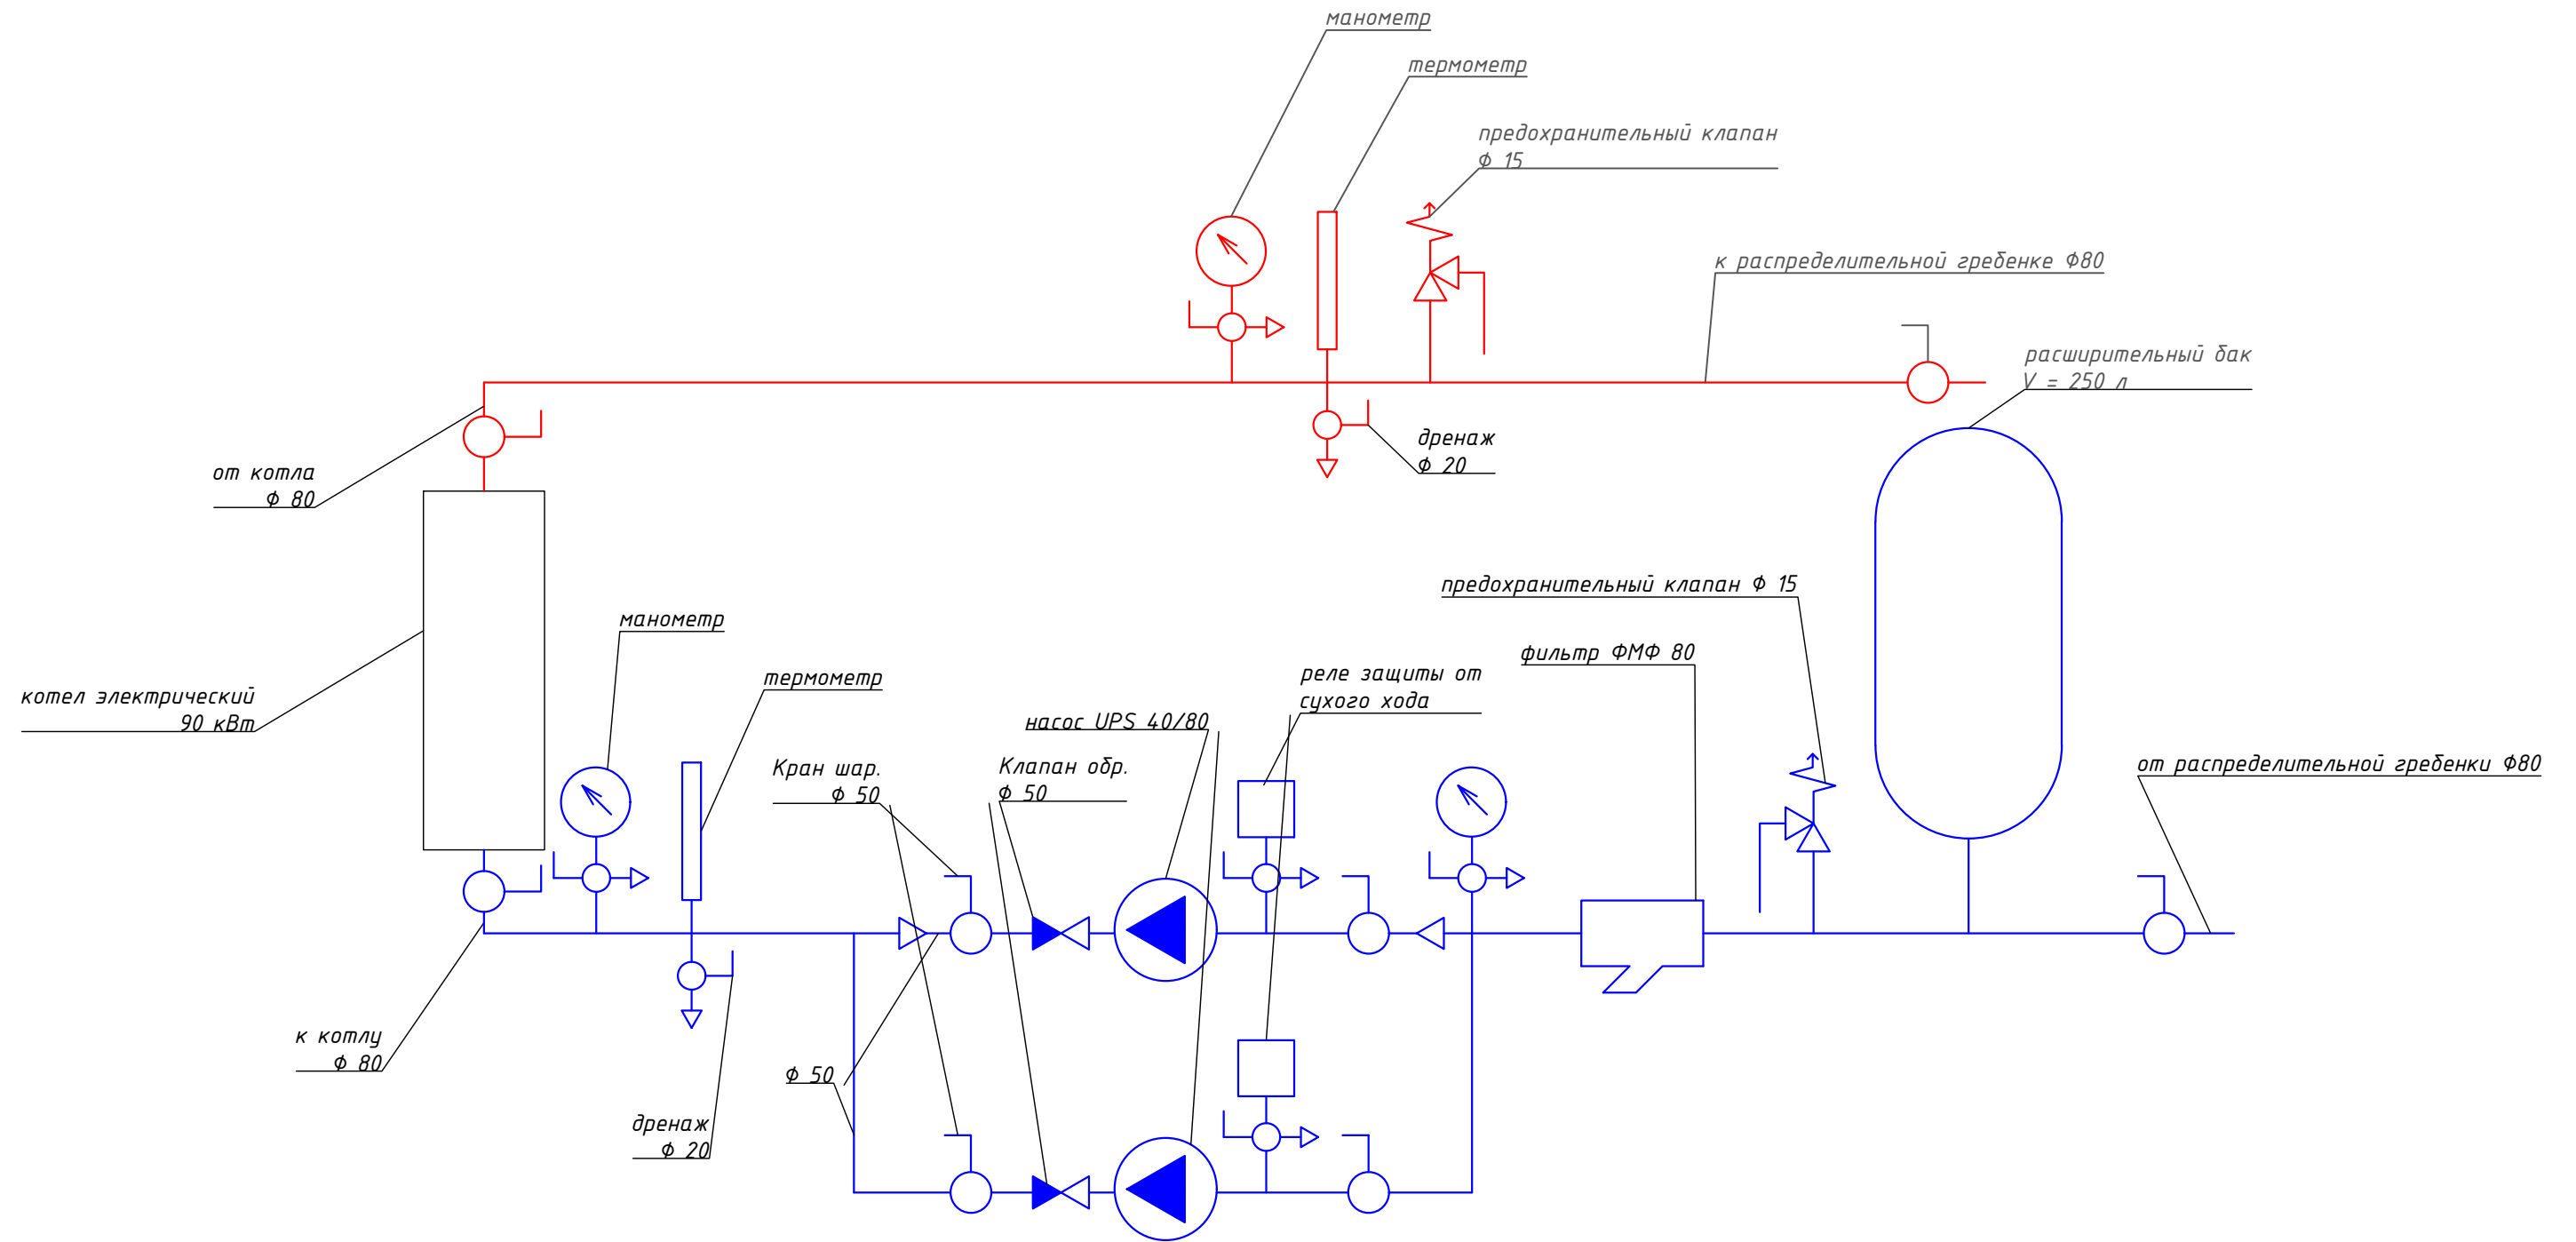 манометр
термометр
предохранительный клапан
Ф 15
к распределительной гребенке Ф80
расширительный бак
V = 250 л
дренаж
Ф 20
от котла
Ф 80
предохранительный клапан Ф 15
манометр
фильтр ФМФ 80
реле защиты от
сухого хода
термометр
котел электрический
90 кВт
насос UPS 40/80
Кран шар.
Ф 50
Клапан обр.
Ф 50
от распределительной гребенки Ф80
к котлу
Ф 80
Ф 50
дренаж
Ф 20